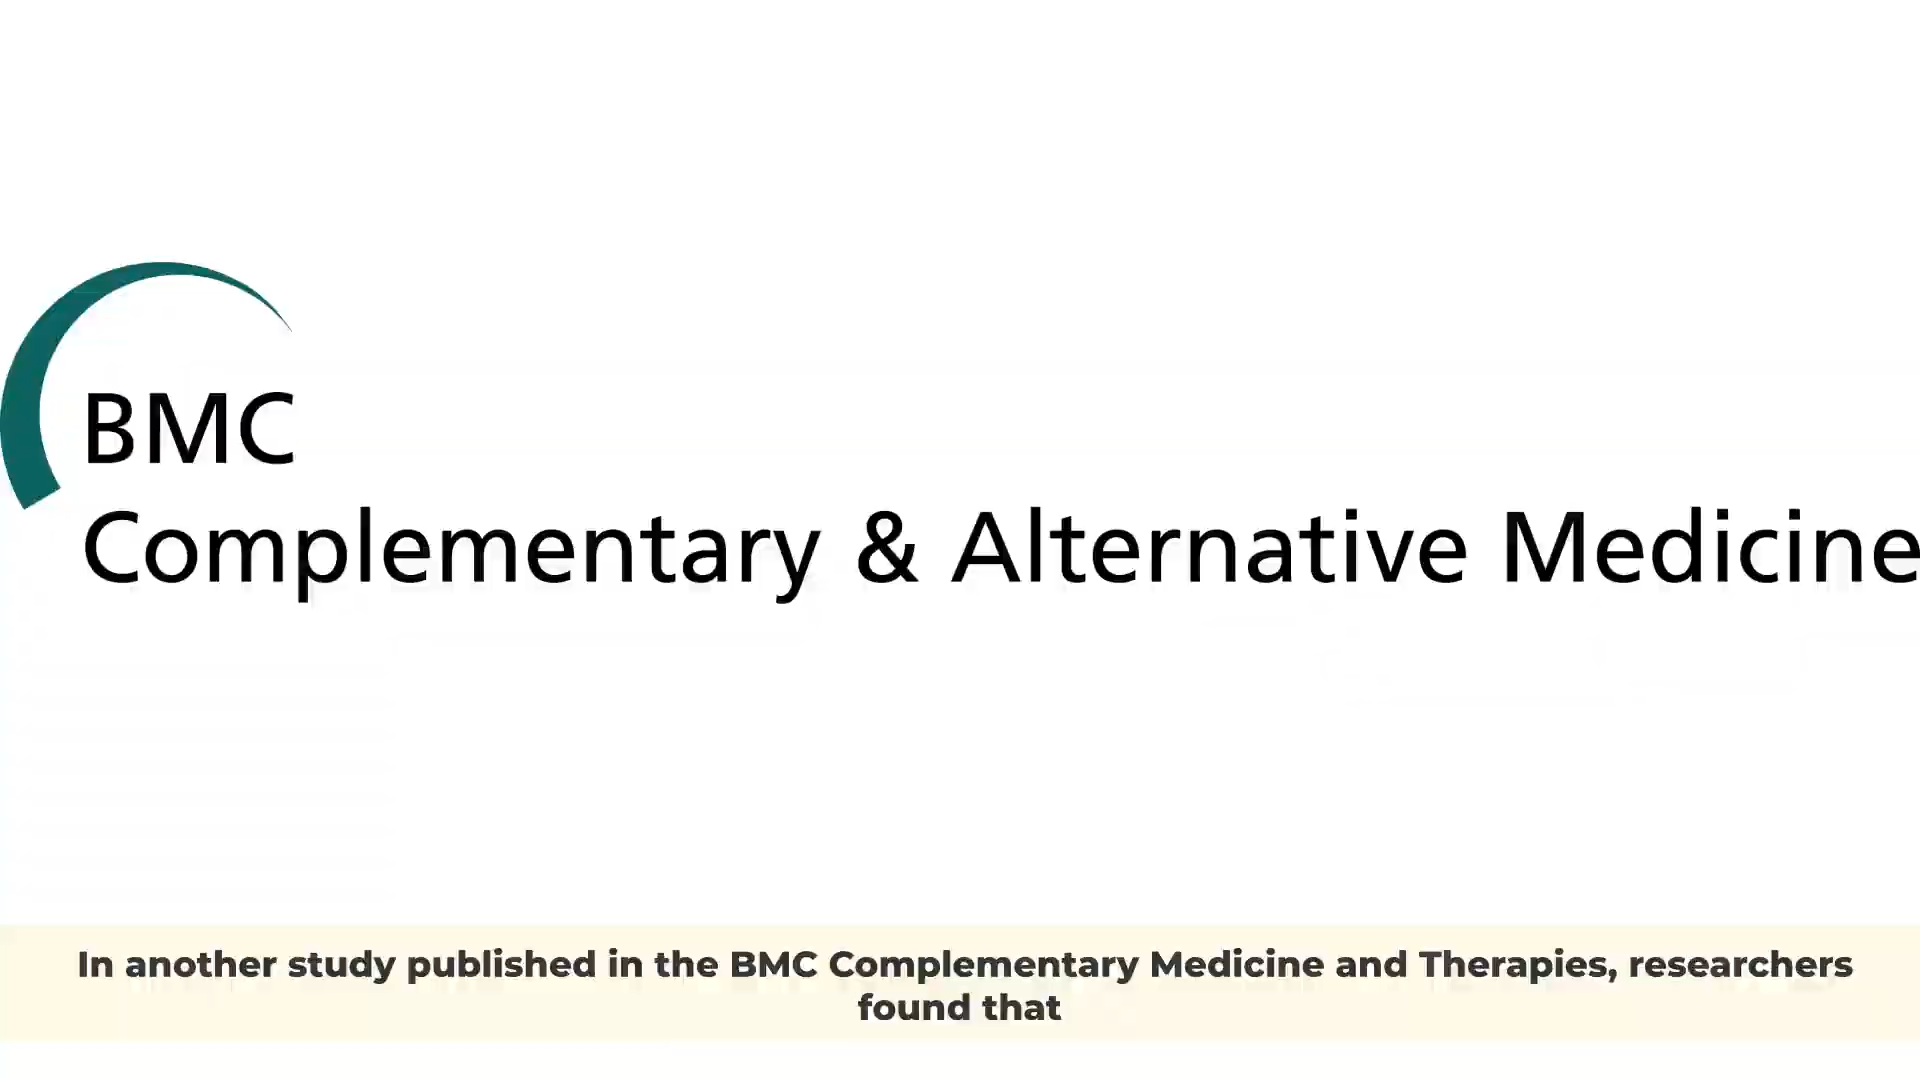 BMC
Complementary & Alternative Medicine
In another study published in the BMC Complementary Medicine and Therapies, researchers
found that